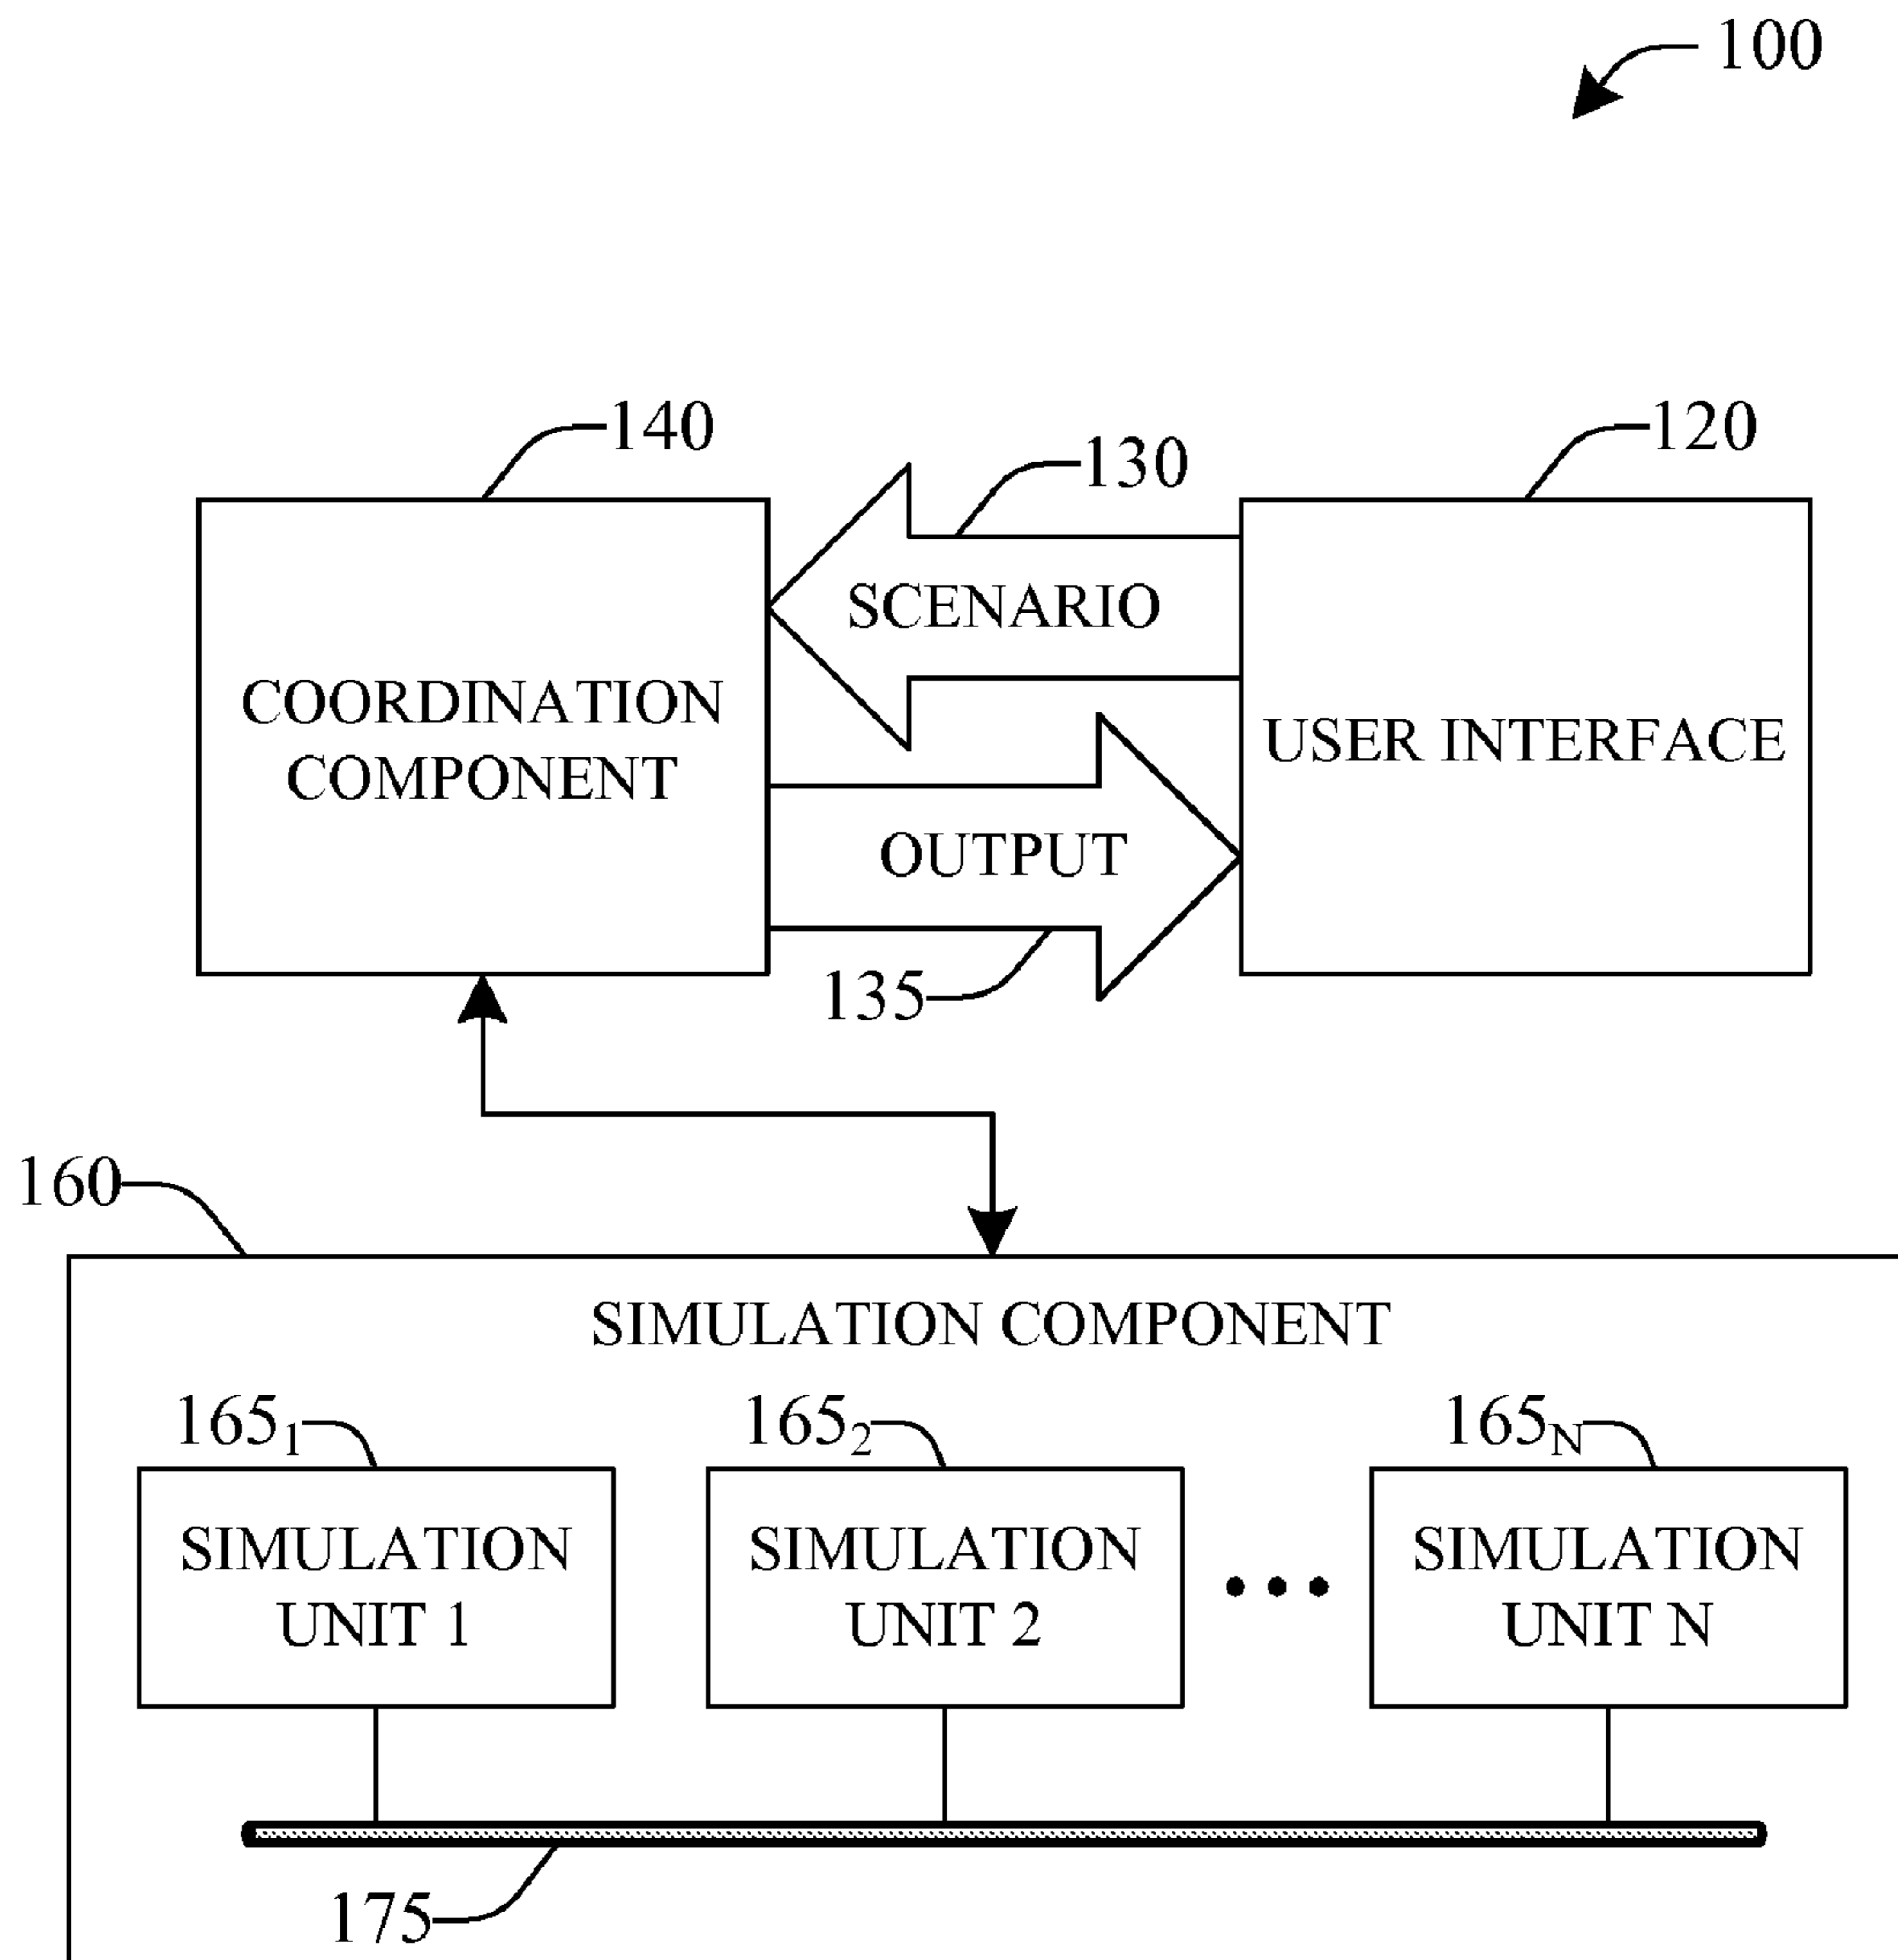 100
140
130
120
SCENARIO
COORDINATION
COMPONENT
USER INTERFACE
OUTPUT
135
160
SIMULATION COMPONENT
165₁
165₂
165N
SIMULATION
UNIT 1
SIMULATION
UNIT 2
SIMULATION
UNIT N
175